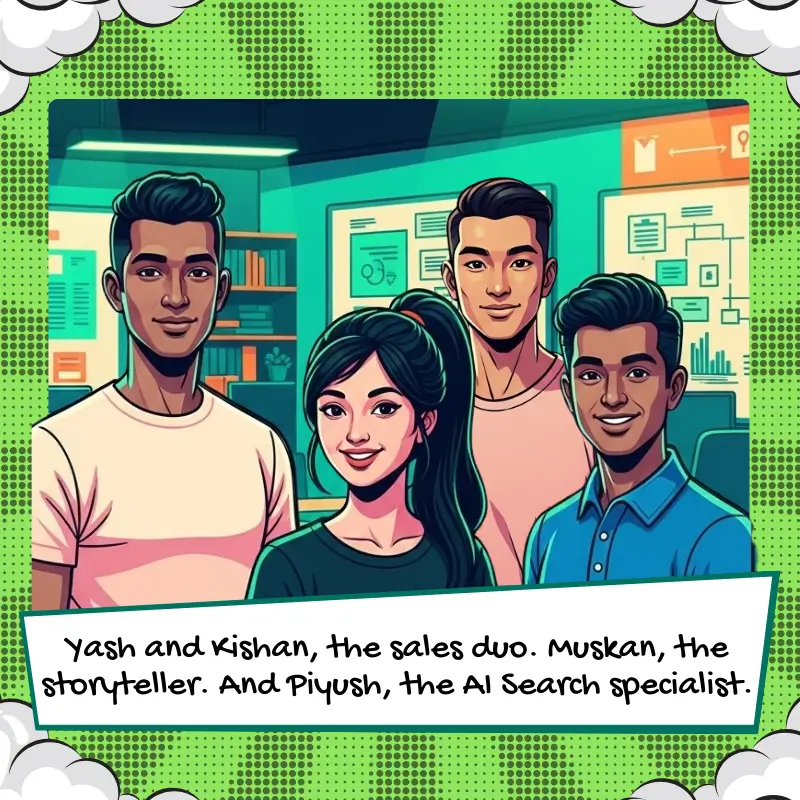 Yash and Kishan, the sales duo. Muskan, the
storyteller. And Piyush, the AI Search specialist.